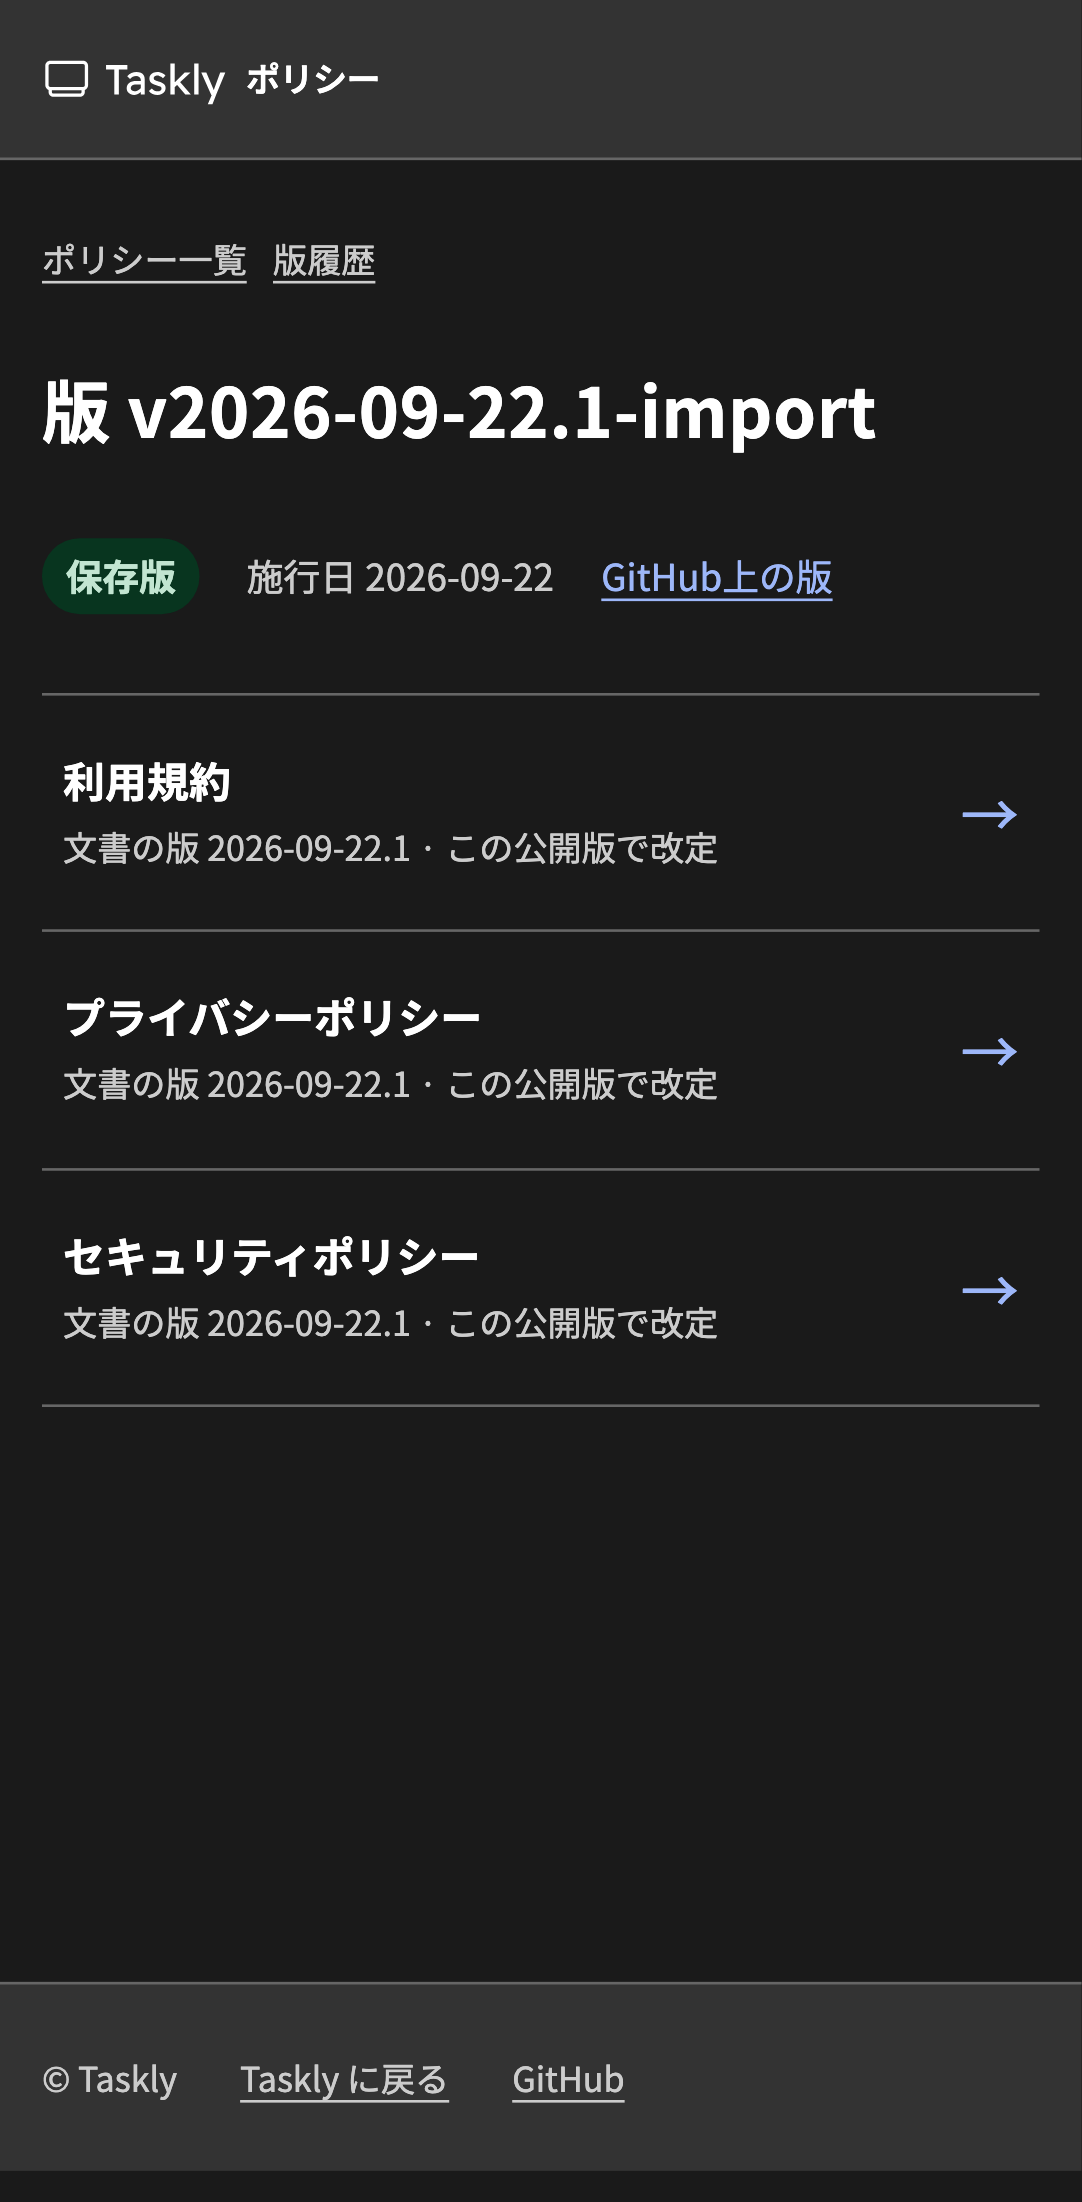 Taskly ポリシー
ポリシー一覧 版履歴
版 v2026-09-22.1-import
保存版 施行日 2026-09-22 GitHub上の版
利用規約
文書の版 2026-09-22.1 · この公開版で改定
→
プライバシーポリシー
文書の版 2026-09-22.1 · この公開版で改定
→
セキュリティポリシー
文書の版 2026-09-22.1 · この公開版で改定
→
© Taskly Taskly に戻る GitHub